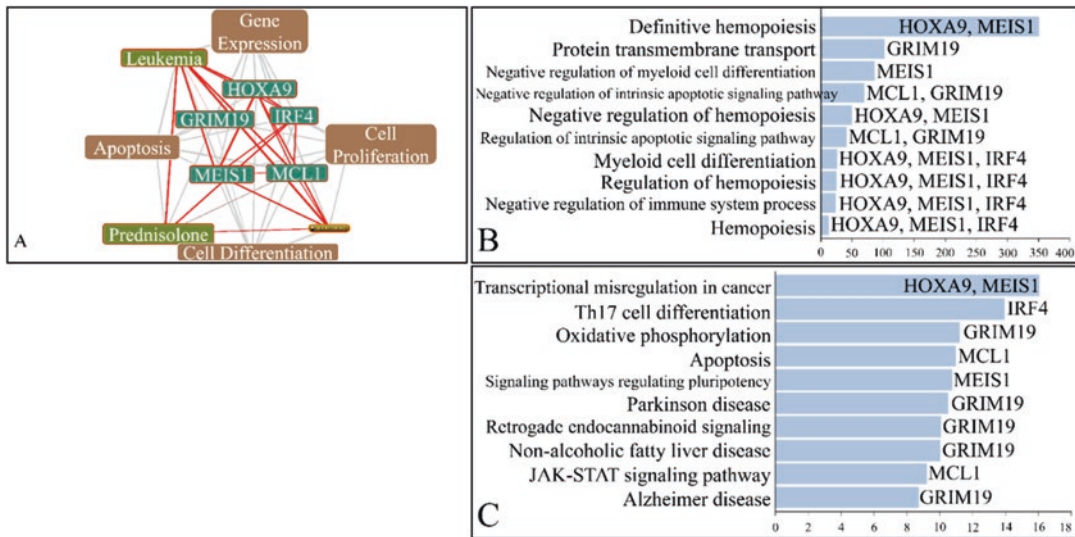 Gene
Expression
Leukemia
HOXA9
GRIM19
IRF4
Apoptosis
Cell
Proliferation
MEIS1
MCL1
Prednisolone
Cell Differentiation
A
Definitive hemopoiesis HOXA9, MEIS1
Protein transmembrane transport GRIM19
Negative regulation of myeloid cell differentiation MEIS1
Negative regulation of intrinsic apoptotic signaling pathway MCL1, GRIM19
Negative regulation of hemopoiesis HOXA9, MEIS1
Regulation of intrinsic apoptotic signaling pathway MCL1, GRIM19
Myeloid cell differentiation HOXA9, MEIS1, IRF4
Regulation of hemopoiesis HOXA9, MEIS1, IRF4
Negative regulation of immune system process HOXA9, MEIS1, IRF4
Hemopoiesis HOXA9, MEIS1, IRF4
B
0 50 100 150 200 250 300 350 400
Transcriptional misregulation in cancer HOXA9, MEIS1
Th17 cell differentiation IRF4
Oxidative phosphorylation GRIM19
Apoptosis MCL1
Signaling pathways regulating pluripotency MEIS1
Parkinson disease GRIM19
Retrogade endocannabinoid signaling GRIM19
Non-alcoholic fatty liver disease GRIM19
JAK-STAT signaling pathway MCL1
Alzheimer disease GRIM19
C
0 2 4 6 8 10 12 14 16 18